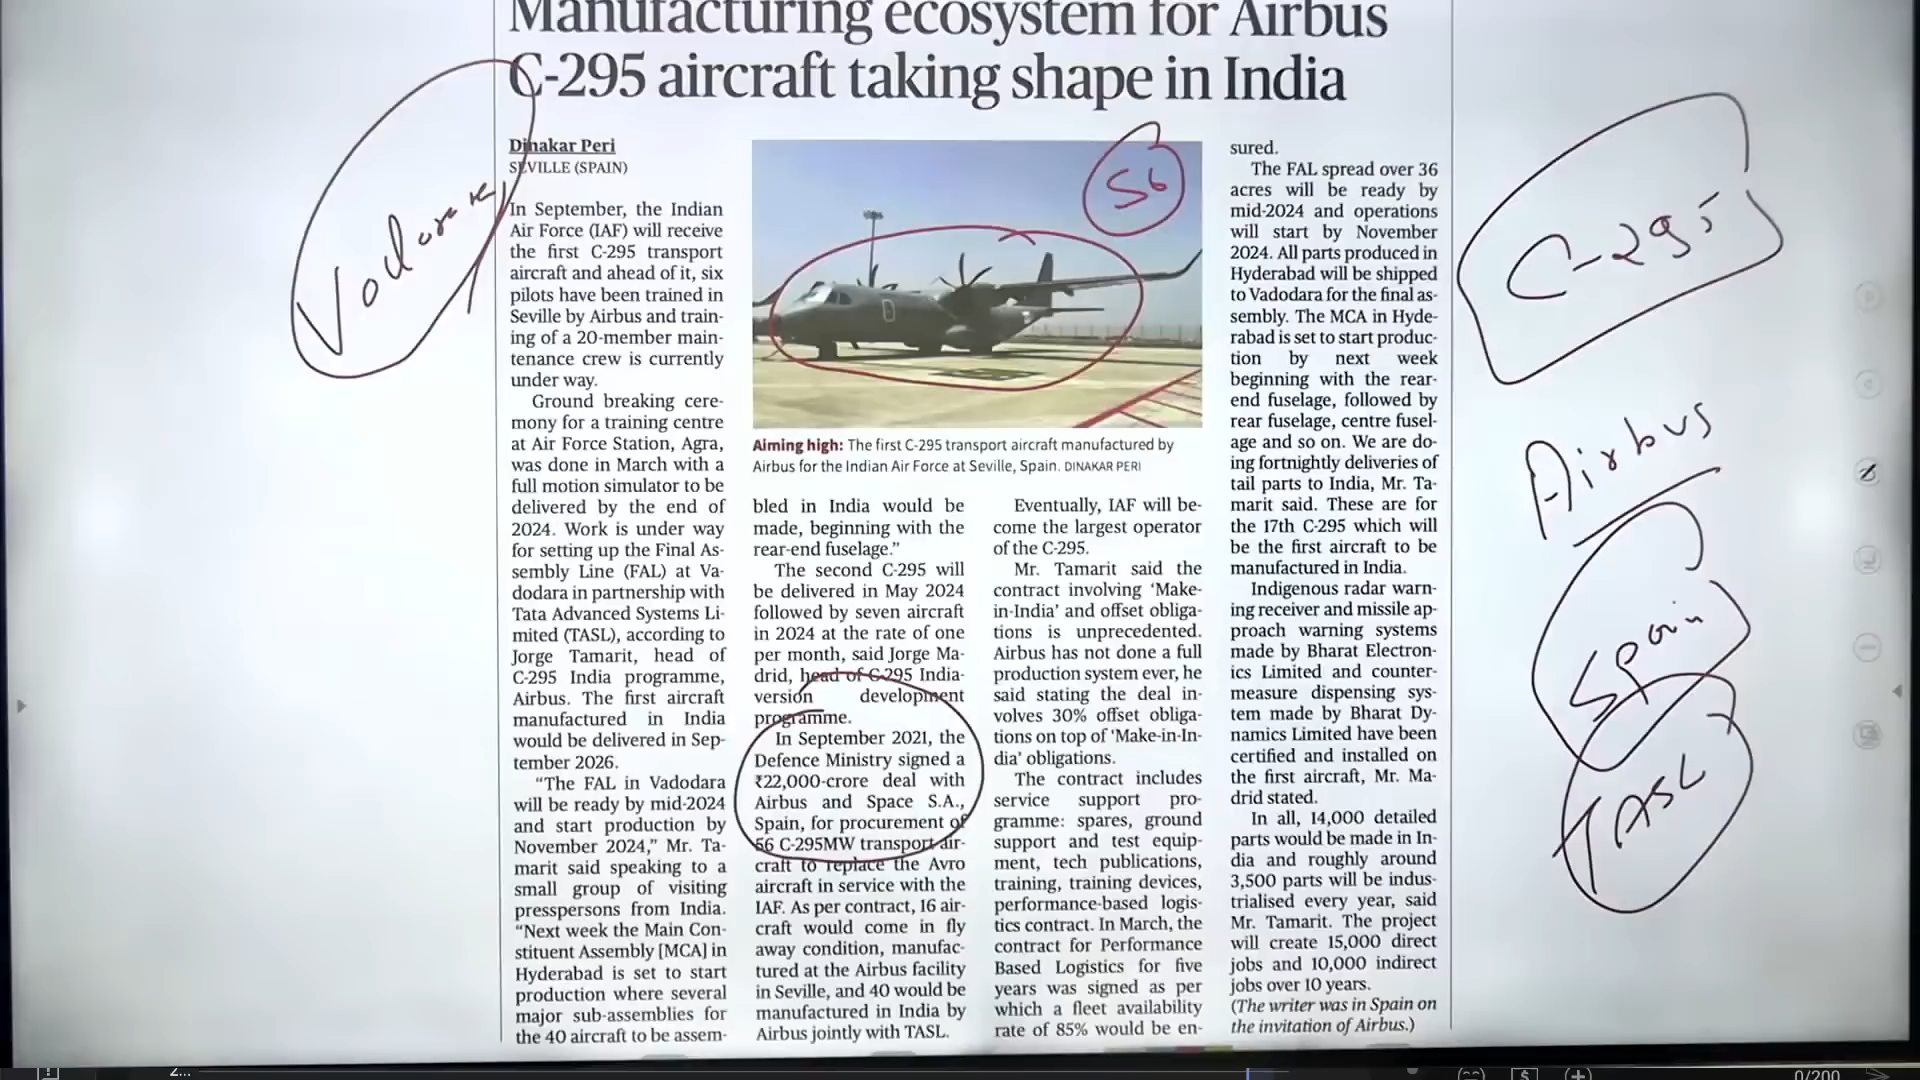 Manufacturing ecosystem for Airbus
C-295 aircraft taking shape in India
Dinakar Peri
SEVILLE (SPAIN)
In September, the Indian
Air Force (IAF) will receive
the first C-295 transport
aircraft and ahead of it, six
pilots have been trained in
Seville by Airbus and train-
ing of a 20-member main-
tenance crew is currently
under way.
Ground breaking cere-
mony for a training centre
at Air Force Station, Agra,
was done in March with a
full motion simulator to be
delivered by the end of
2024. Work is under way
for setting up the Final As-
sembly Line (FAL) at Va-
dodara in partnership with
Tata Advanced Systems Li-
mited (TASL), according to
Jorge Tamarit, head of
C-295 India programme,
Airbus. The first aircraft
manufactured in India
would be delivered in Sep-
tember 2026.
“The FAL in Vadodara
will be ready by mid-2024
and start production by
November 2024,” Mr. Ta-
marit said speaking to a
small group of visiting
presspersons from India.
“Next week the Main Con-
stituent Assembly [MCA] in
Hyderabad is set to start
production where several
major sub-assemblies for
the 40 aircraft to be assem-
56
Aiming high: The first C-295 transport aircraft manufactured by
Airbus for the Indian Air Force at Seville, Spain. DINAKAR PERI
bled in India would be
made, beginning with the
rear-end fuselage.”
The second C-295 will
be delivered in May 2024
followed by seven aircraft
in 2024 at the rate of one
per month, said Jorge Ma-
drid, head of C-295 India-
version development
programme.
In September 2021, the
Defence Ministry signed a
₹22,000-crore deal with
Airbus and Space S.A.,
Spain, for procurement of
56 C-295MW transport air-
craft to replace the Avro
aircraft in service with the
IAF. As per contract, 16 air-
craft would come in fly
away condition, manufac-
tured at the Airbus facility
in Seville, and 40 would be
manufactured in India by
Airbus jointly with TASL.
Eventually, IAF will be-
come the largest operator
of the C-295.
Mr. Tamarit said the
contract involving ‘Make-
in-India’ and offset obliga-
tions is unprecedented.
Airbus has not done a full
production system ever, he
said stating the deal in-
volves 30% offset obliga-
tions on top of ‘Make-in-In-
dia’ obligations.
The contract includes
service support pro-
gramme: spares, ground
support and test equip-
ment, tech publications,
training, training devices,
performance-based logis-
tics contract. In March, the
contract for Performance
Based Logistics for five
years was signed as per
which a fleet availability
rate of 85% would be en-
sured.
The FAL spread over 36
acres will be ready by
mid-2024 and operations
will start by November
2024. All parts produced in
Hyderabad will be shipped
to Vadodara for the final as-
sembly. The MCA in Hyde-
rabad is set to start produc-
tion by next week
beginning with the rear-
end fuselage, followed by
rear fuselage, centre fusel-
age and so on. We are do-
ing fortnightly deliveries of
tail parts to India, Mr. Ta-
marit said. These are for
the 17th C-295 which will
be the first aircraft to be
manufactured in India.
Indigenous radar warn-
ing receiver and missile ap-
proach warning systems
made by Bharat Electron-
ics Limited and counter-
measure dispensing sys-
tem made by Bharat Dy-
namics Limited have been
certified and installed on
the first aircraft, Mr. Ma-
drid stated.
In all, 14,000 detailed
parts would be made in In-
dia and roughly around
3,500 parts will be indus-
trialised every year, said
Mr. Tamarit. The project
will create 15,000 direct
jobs and 10,000 indirect
jobs over 10 years.
(The writer was in Spain on
the invitation of Airbus.)
C-295
Airbus
Spain
TASL
2...
0/200